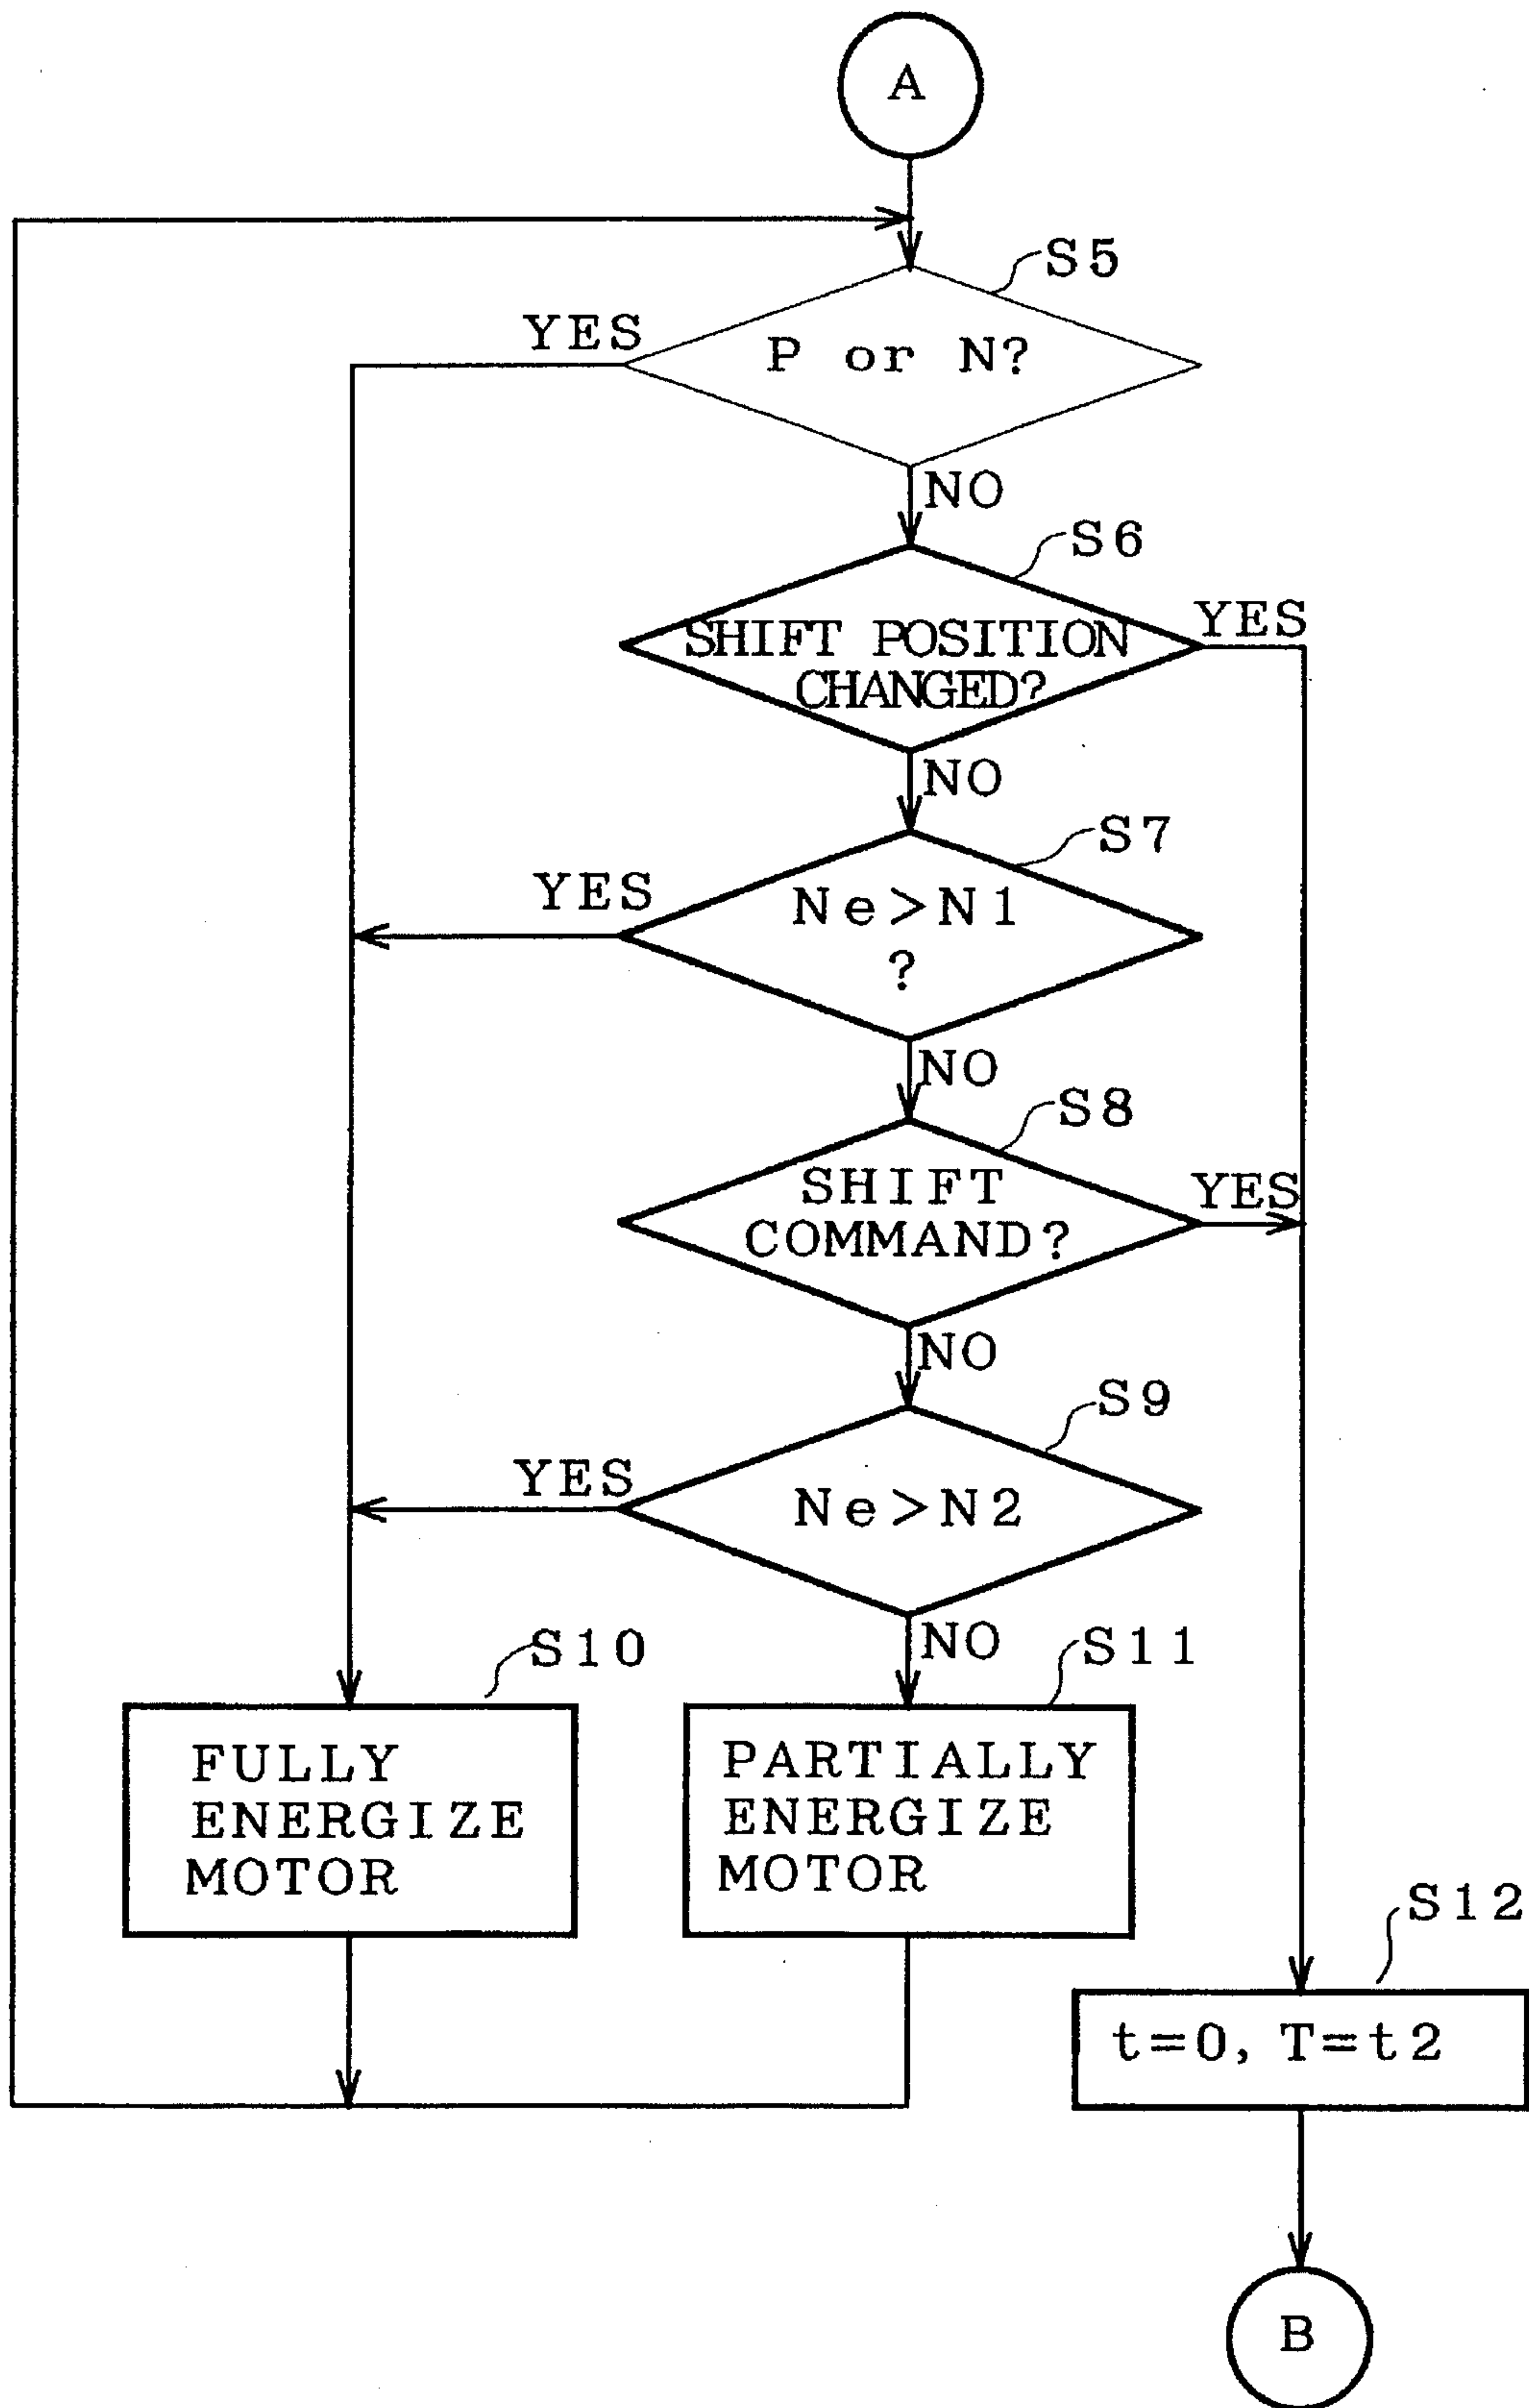 A
S5
YES
P or N?
NO
S6
YES
SHIFT POSITION
CHANGED?
NO
S7
YES
Ne>N1
?
NO
S8
SHIFT
YES
COMMAND?
NO
S9
YES
Ne>N2
NO
S10
S11
FULLY
ENERGIZE
MOTOR
PARTIALLY
ENERGIZE
MOTOR
S12
t=0, T=t2
B